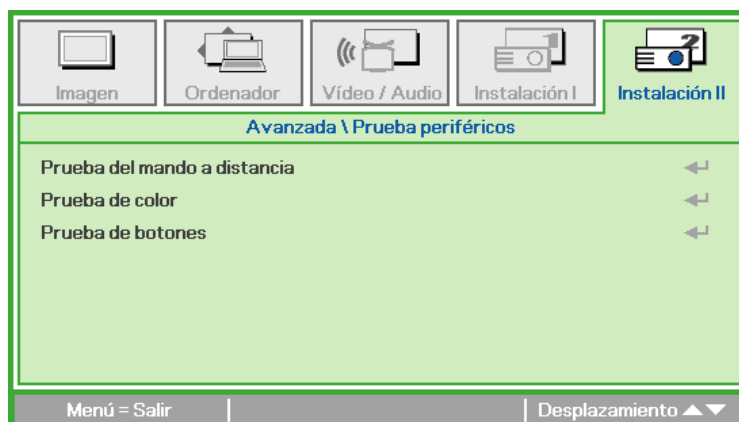 Imagen
Ordenador
Vídeo / Audio
Instalación I
Instalación II
Avanzada \ Prueba periféricos
Prueba del mando a distancia
Prueba de color
Prueba de botones
Menú = Salir
Desplazamiento ▲▼